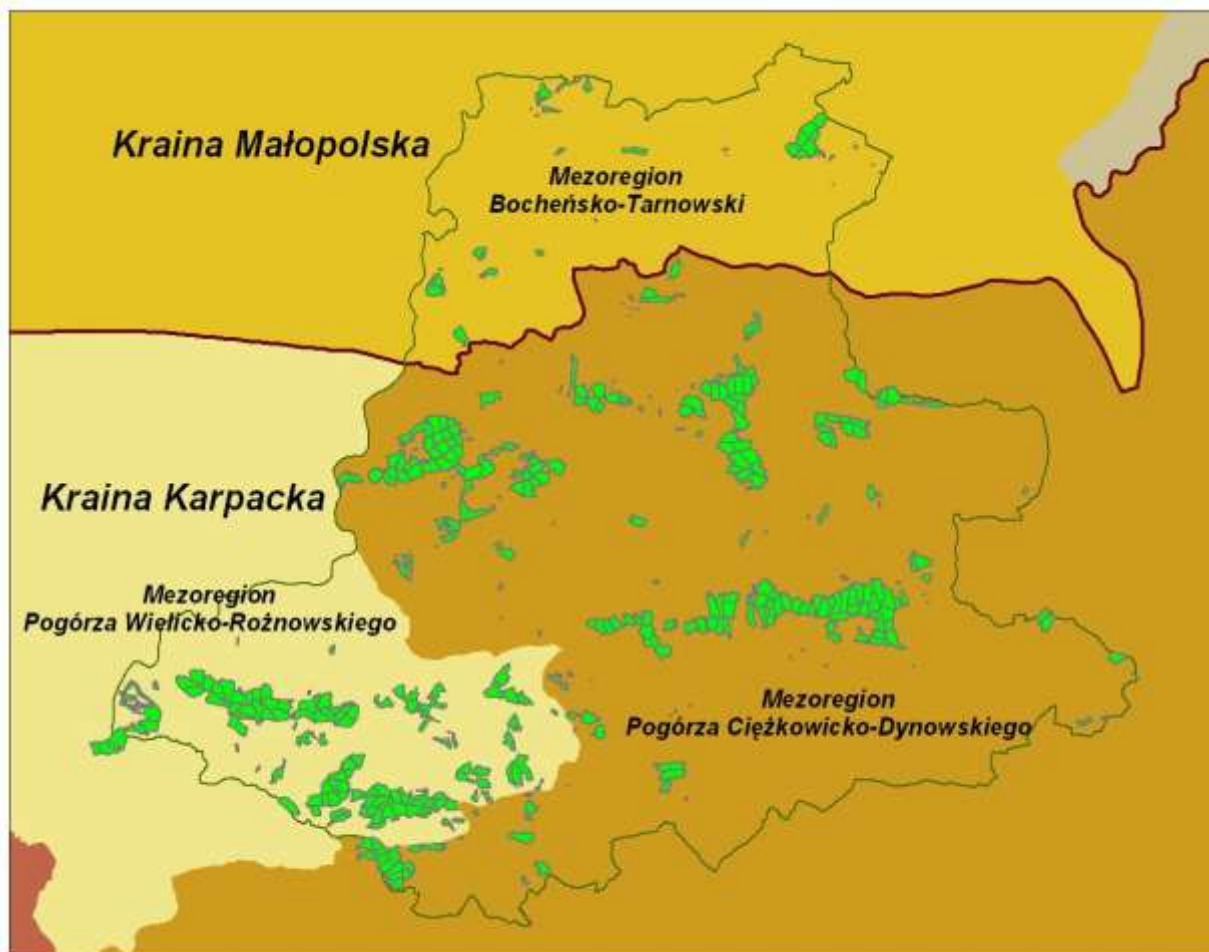 Kraina Małopolska
Mezoregion
Bocheńsko-Tarnowski
Kraina Karpacka
Mezoregion
Pogórza Wielicko-Rożnowskiego
Mezoregion
Pogórza Ciężkowicko-Dynowskiego